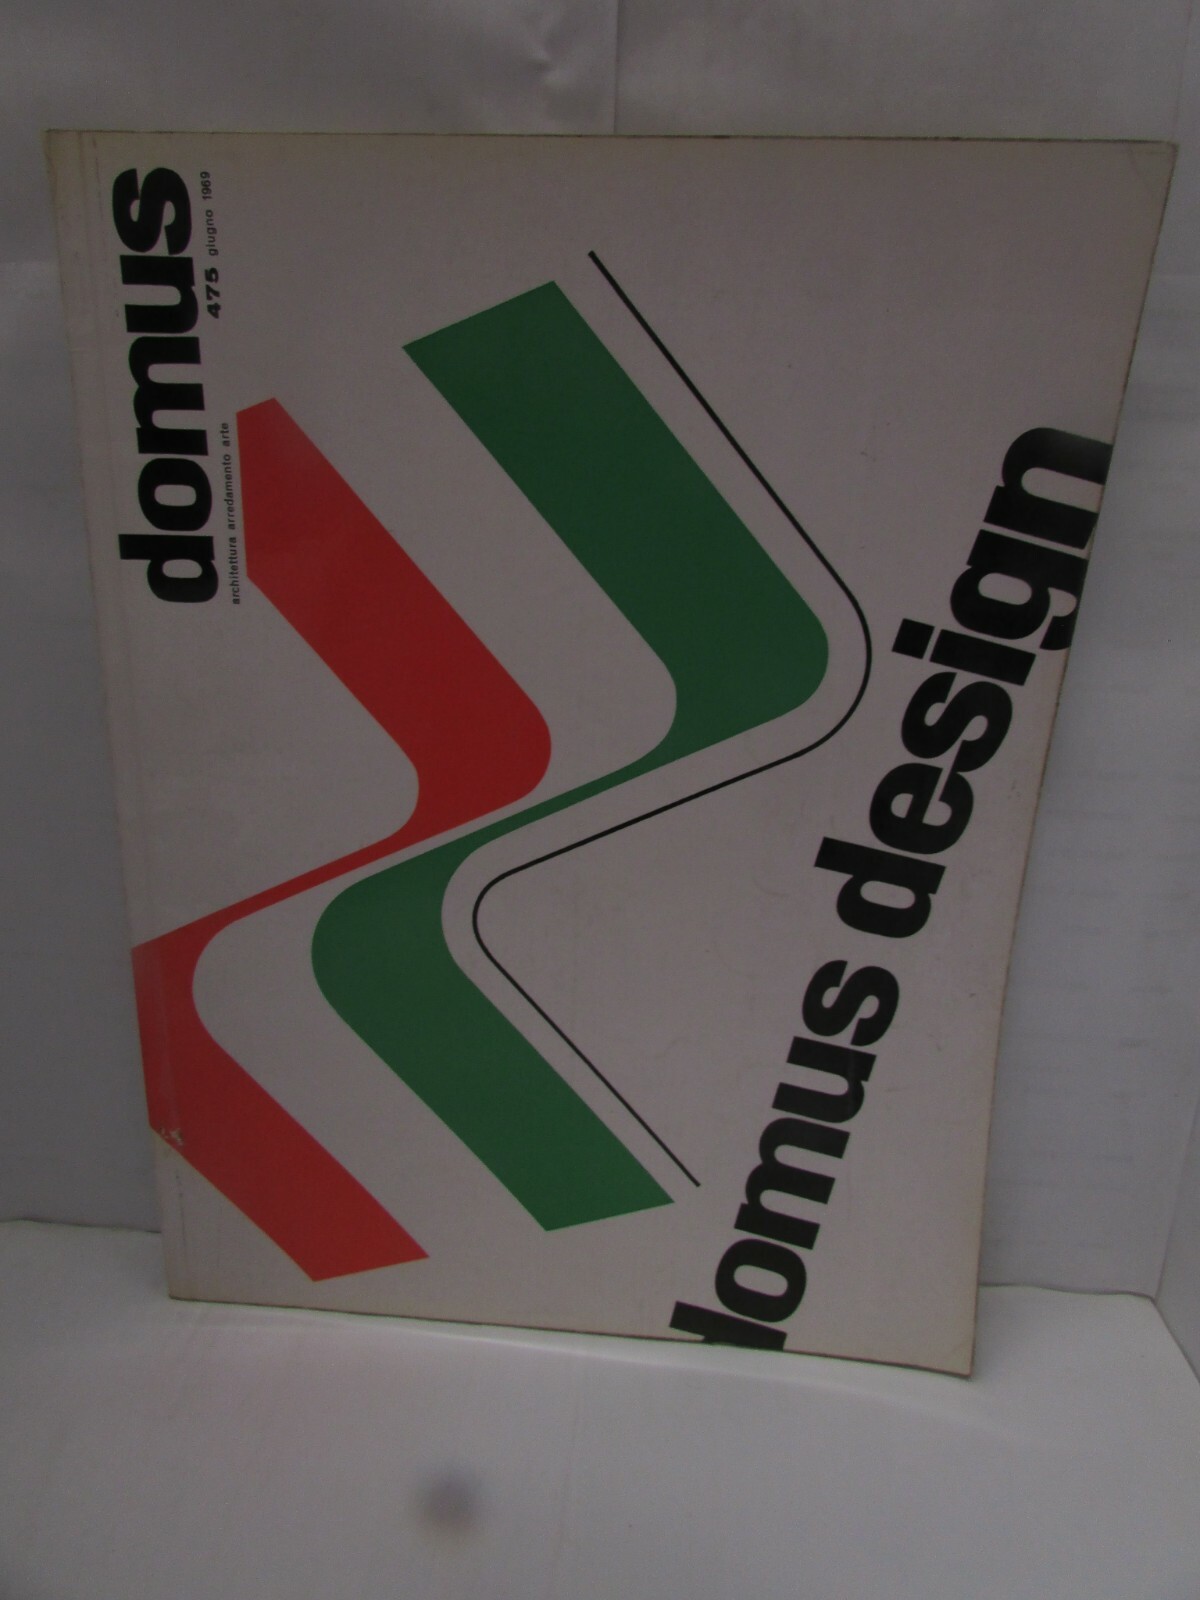 domus
475 giugno 1969
architettura arredamento arte
domus design